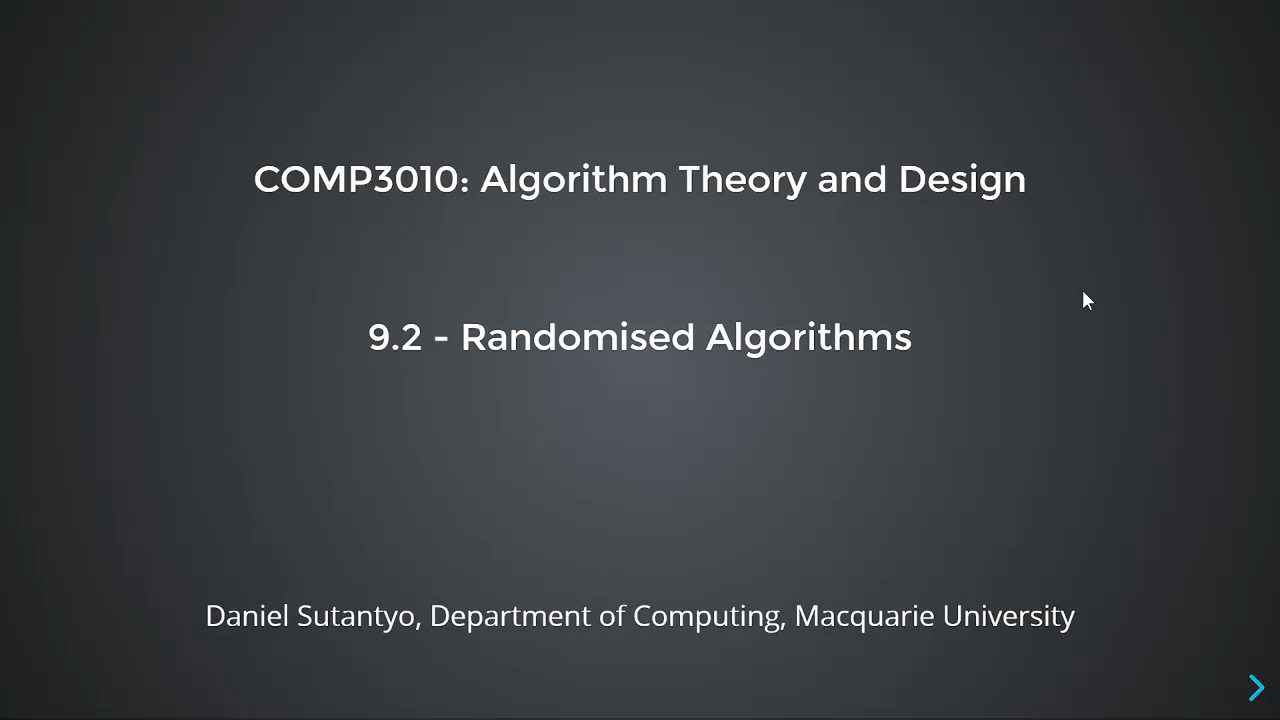 COMP3010: Algorithm Theory and Design
9.2 - Randomised Algorithms
Daniel Sutantyo, Department of Computing, Macquarie University